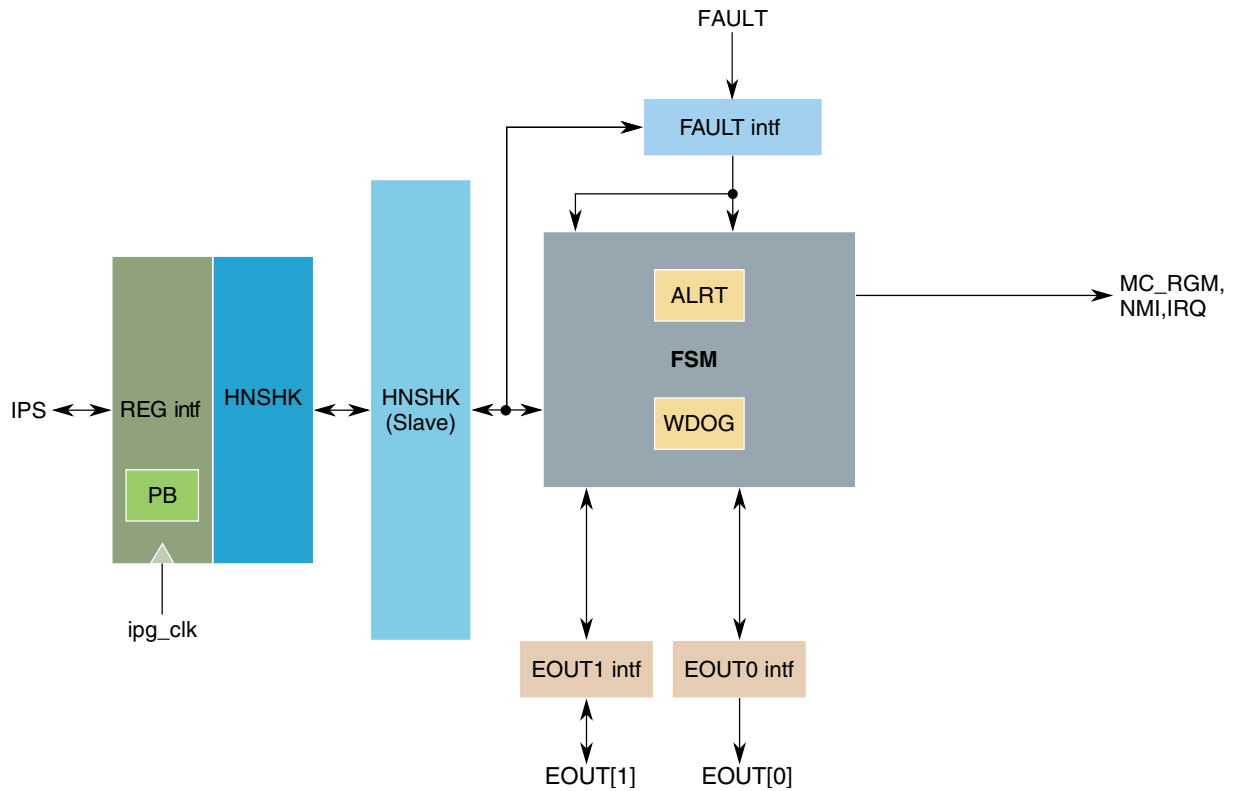 FAULT
FAULT intf
ALRT
MC_RGM,
NMI,IRQ
FSM
IPS
REG intf
HNSHK
HNSHK
(Slave)
WDOG
PB
ipg_clk
EOUT1 intf
EOUT0 intf
EOUT[1]
EOUT[0]